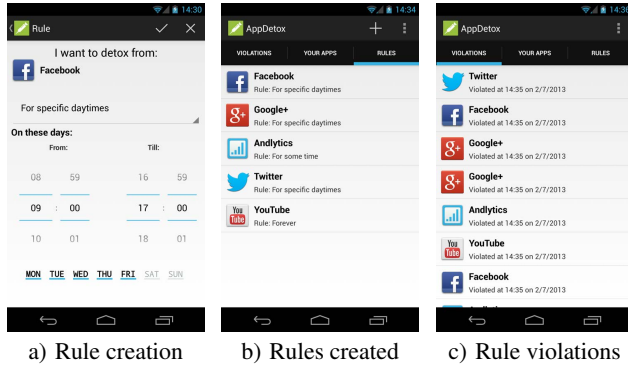 14:30
Rule
I want to detox from:
Facebook
For specific daytimes
On these days:
From: Till:
08 59 16 59
09 : 00 17 : 00
10 01 18 01
MON TUE WED THU FRI SAT SUN
a) Rule creation
14:34
AppDetox
VIOLATIONS YOUR APPS RULES
Facebook
Rule: For specific daytimes
Google+
Rule: For specific daytimes
Andlytics
Rule: For some time
Twitter
Rule: For specific daytimes
You
Tube
YouTube
Rule: Forever
b) Rules created
14:36
AppDetox
VIOLATIONS YOUR APPS RULES
Twitter
Violated at 14:35 on 2/7/2013
Facebook
Violated at 14:35 on 2/7/2013
Google+
Violated at 14:35 on 2/7/2013
Google+
Violated at 14:35 on 2/7/2013
Andlytics
Violated at 14:35 on 2/7/2013
You
Tube
YouTube
Violated at 14:35 on 2/7/2013
Facebook
Violated at 14:35 on 2/7/2013
c) Rule violations